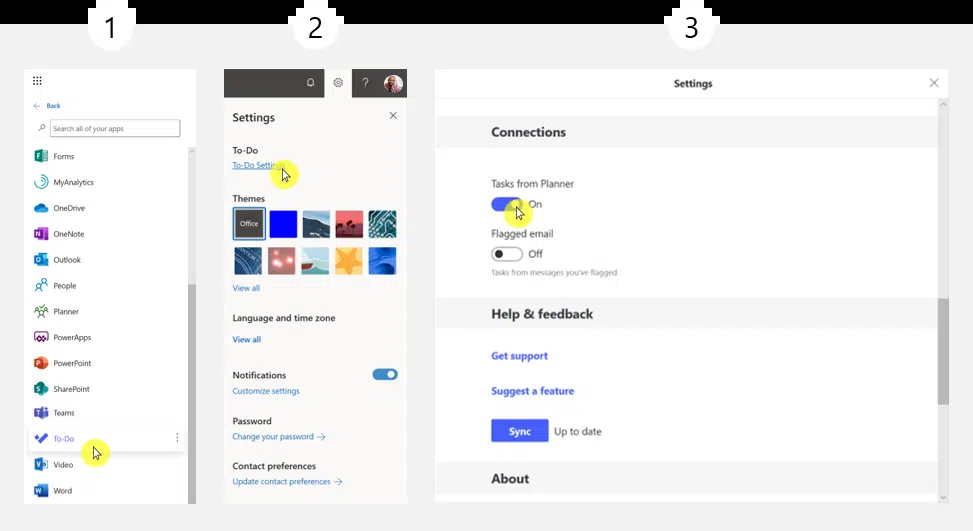 1
2
3
Back
Search all of your apps
Forms
MyAnalytics
OneDrive
OneNote
Outlook
People
Planner
PowerApps
PowerPoint
SharePoint
Teams
To-Do
Video
Word
Settings
To-Do
To-Do Settings
Themes
Office
View all
Language and time zone
View all
Notifications
Customize settings
Password
Change your password →
Contact preferences
Update contact preferences →
Settings
Connections
Tasks from Planner
On
Flagged email
Off
Tasks from messages you've flagged
Help & feedback
Get support
Suggest a feature
Sync Up to date
About